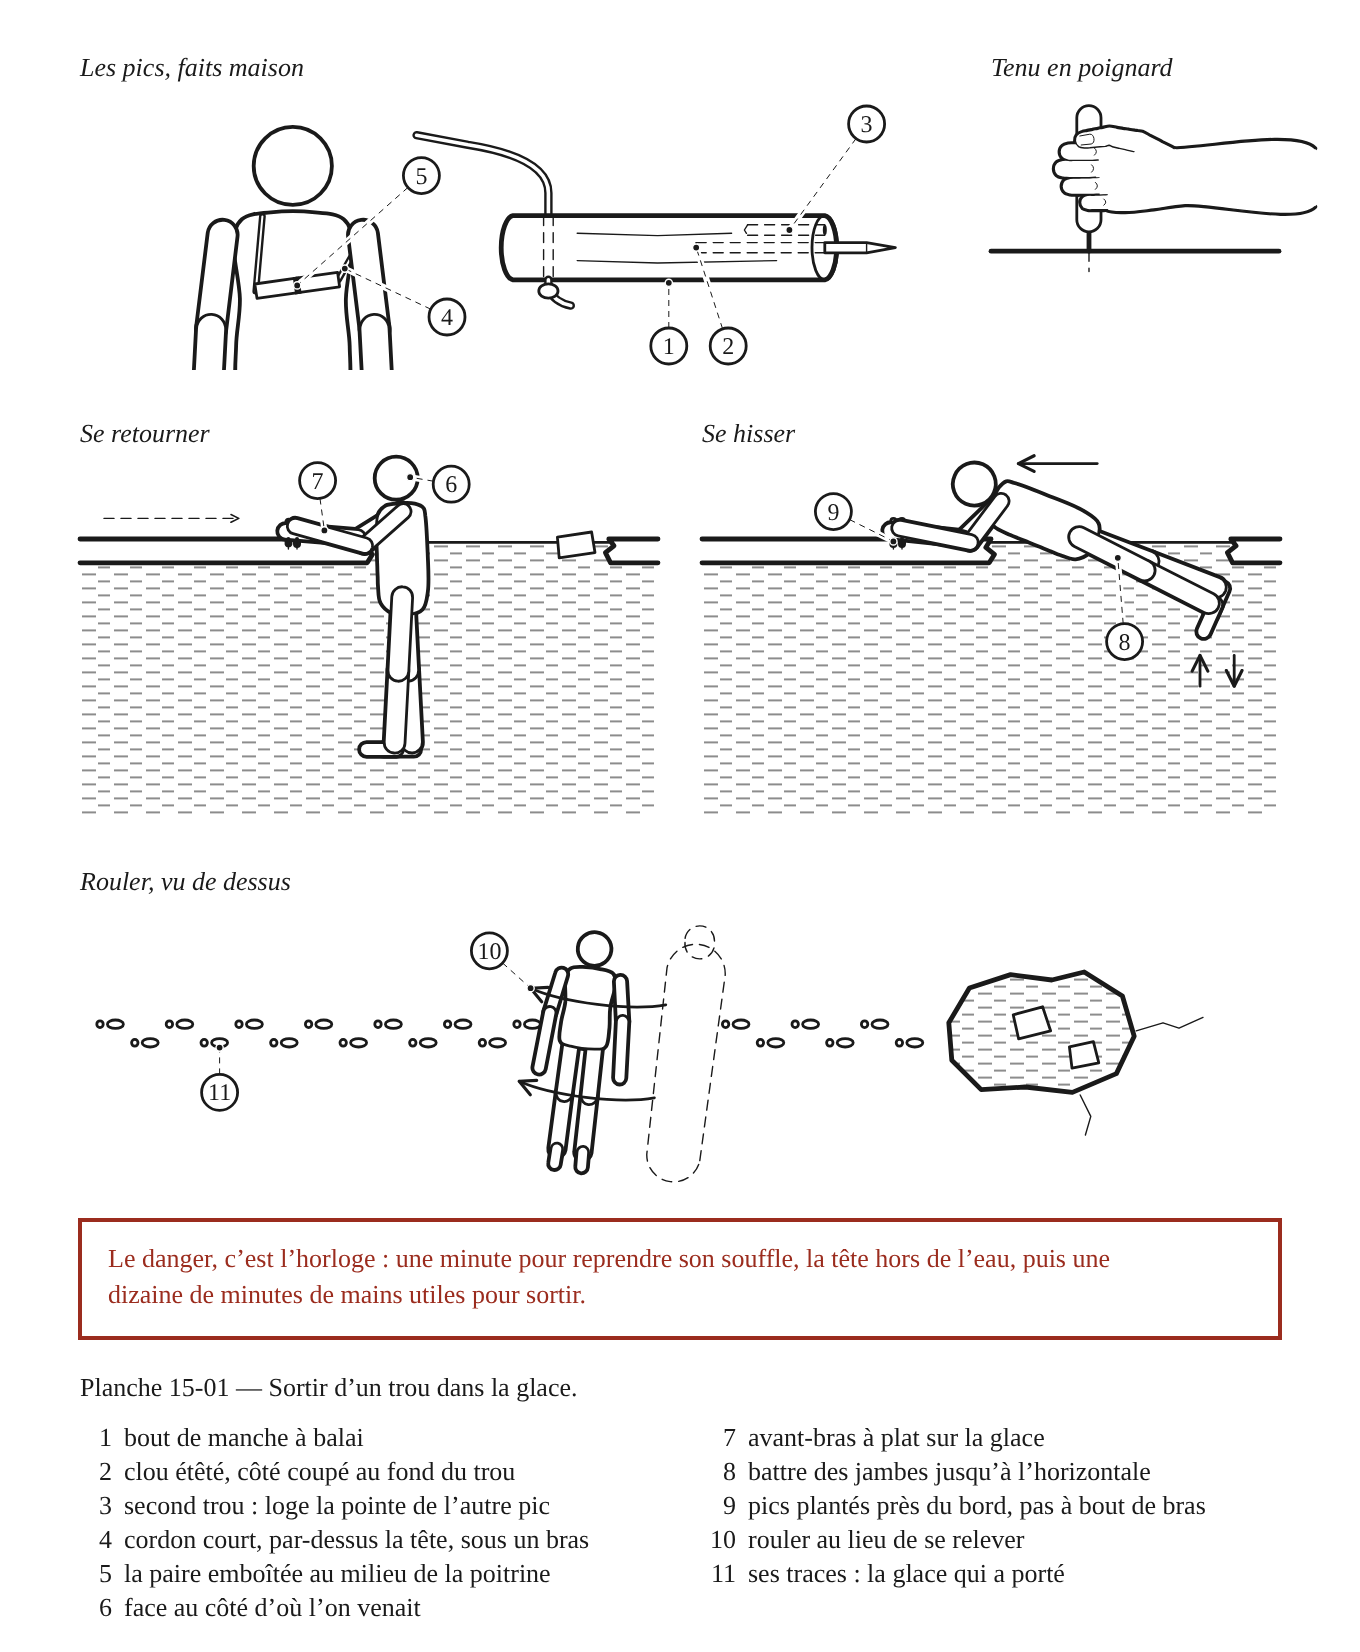 Les pics, faits maison
Tenu en poignard
3
5
4
1
2
Se retourner
Se hisser
7
6
9
8
Rouler, vu de dessus
10
11
Le danger, c’est l’horloge : une minute pour reprendre son souffle, la tête hors de l’eau, puis une
dizaine de minutes de mains utiles pour sortir.
Planche 15-01 — Sortir d’un trou dans la glace.
1 bout de manche à balai
2 clou étêté, côté coupé au fond du trou
3 second trou : loge la pointe de l’autre pic
4 cordon court, par-dessus la tête, sous un bras
5 la paire emboîtée au milieu de la poitrine
6 face au côté d’où l’on venait
7 avant-bras à plat sur la glace
8 battre des jambes jusqu’à l’horizontale
9 pics plantés près du bord, pas à bout de bras
10 rouler au lieu de se relever
11 ses traces : la glace qui a porté